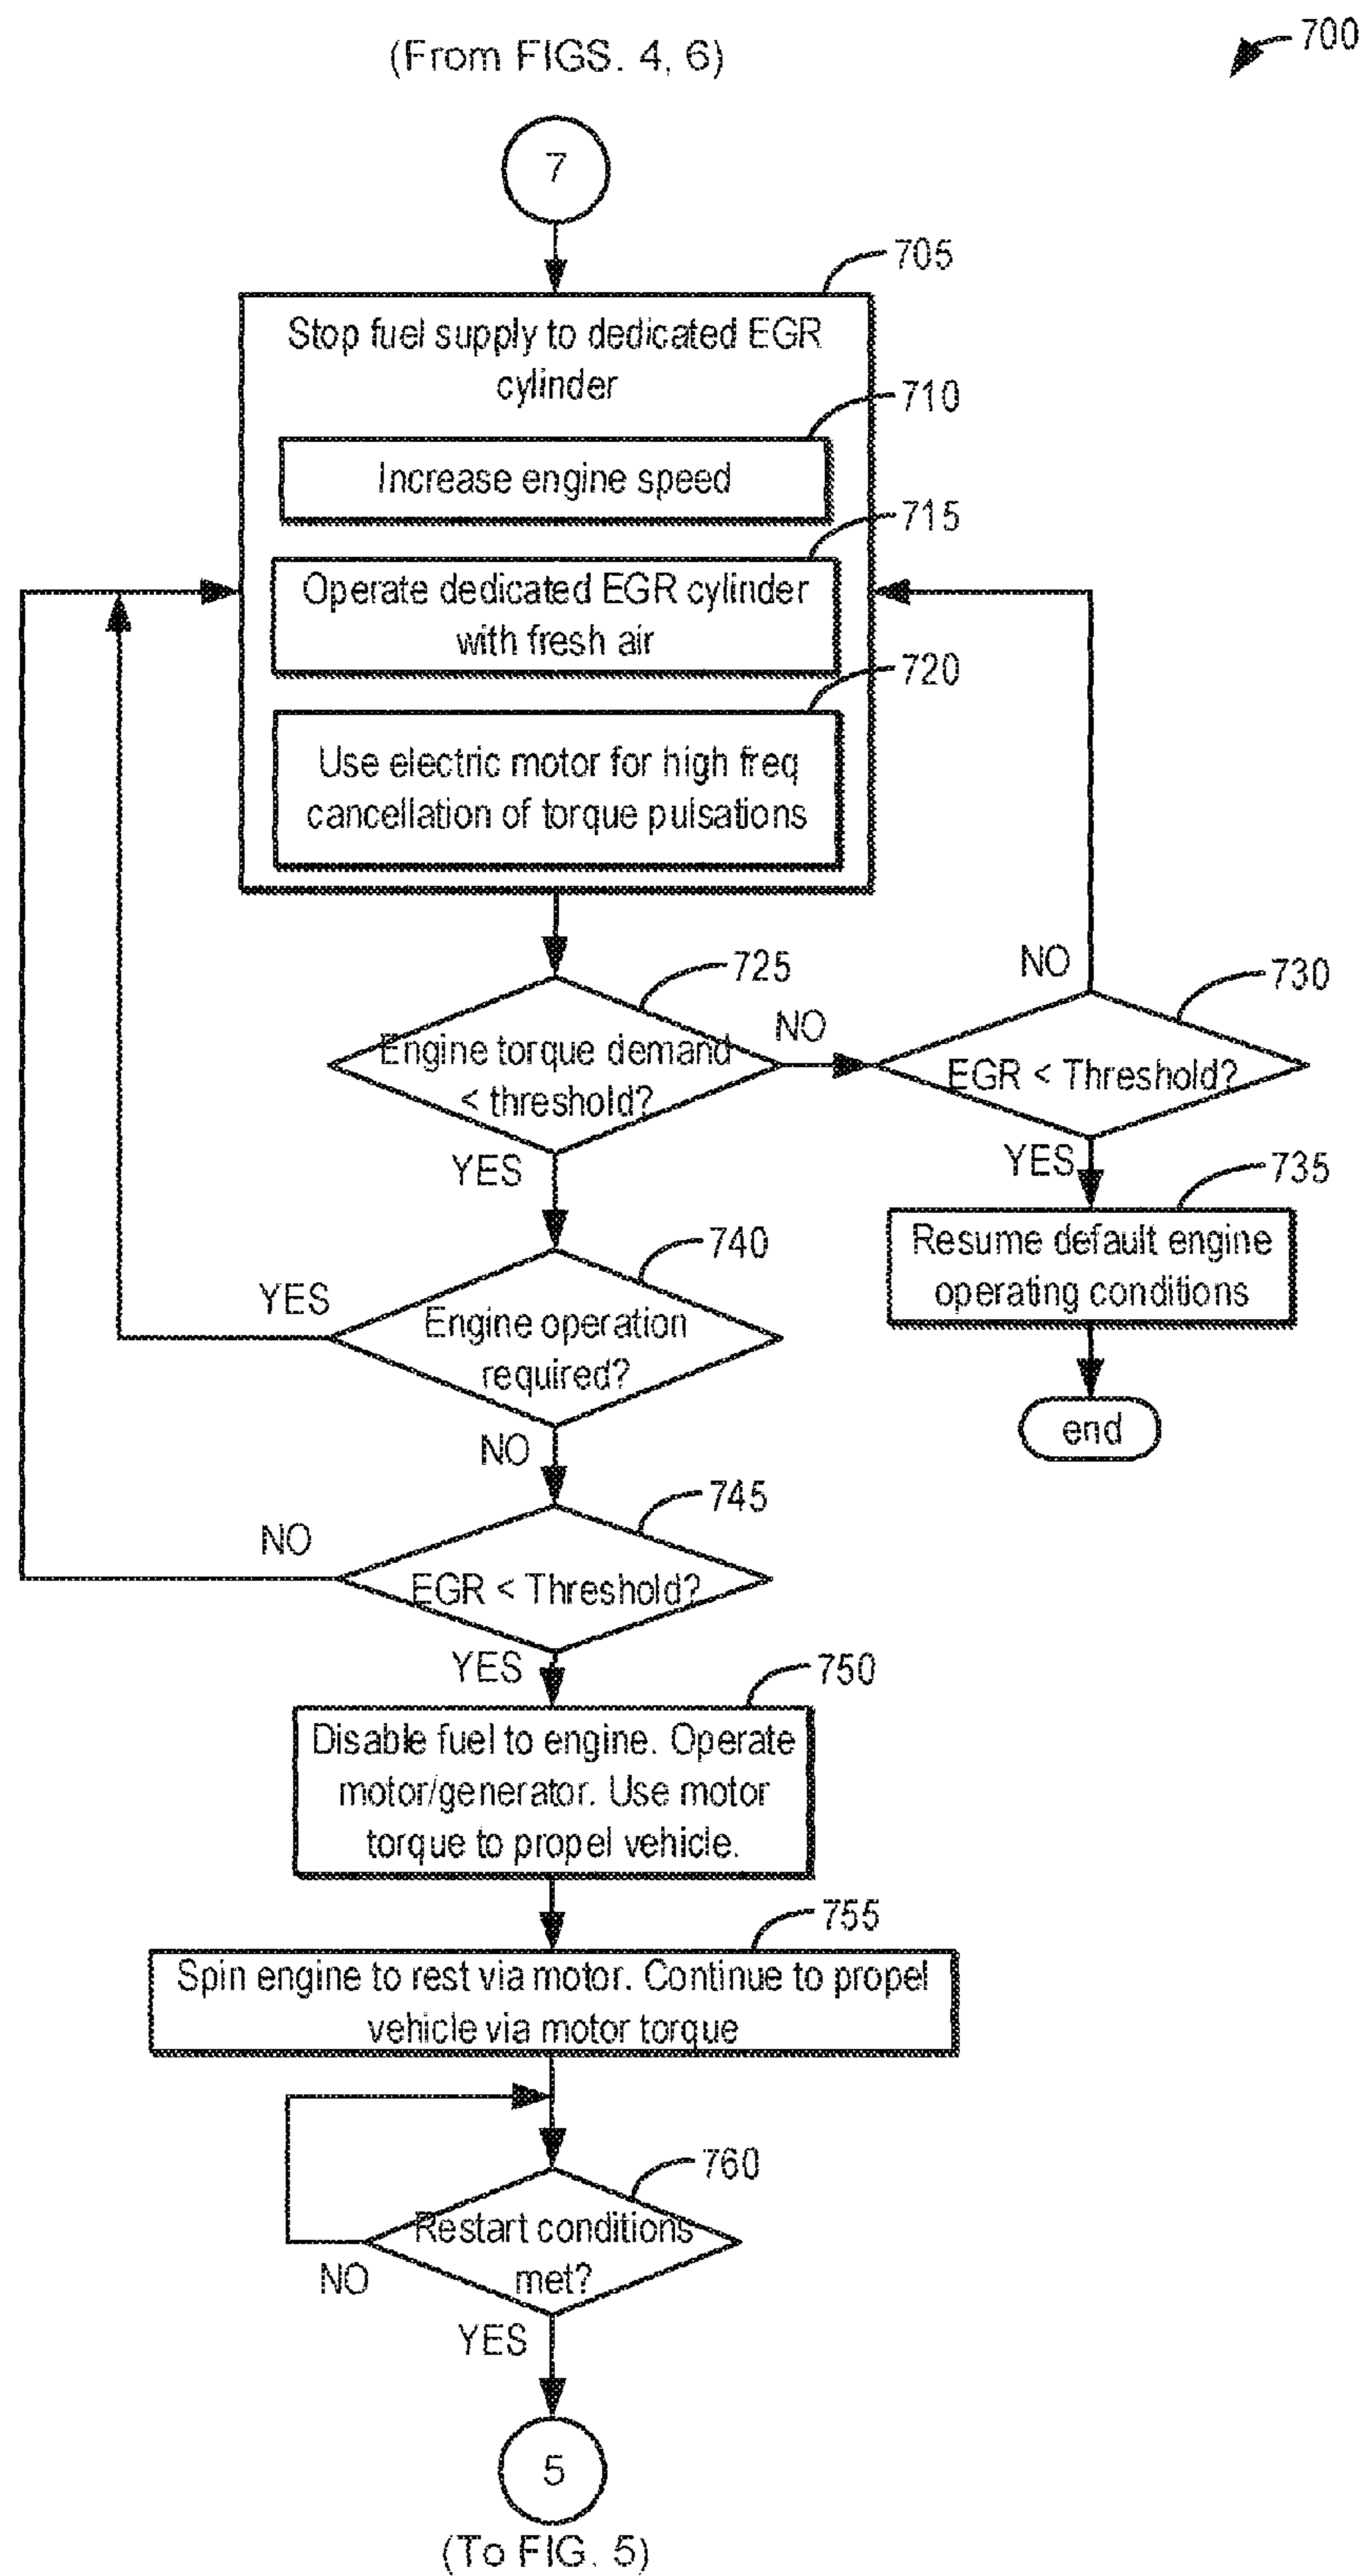 700
(From FIGS. 4, 6)
7
705
Stop fuel supply to dedicated EGR
cylinder
710
Increase engine speed
715
Operate dedicated EGR cylinder
with fresh air
720
Use electric motor for high freq
cancellation of torque pulsations
725
Engine torque demand
< threshold?
NO
YES
730
EGR < Threshold?
NO
YES
735
Resume default engine
operating conditions
end
740
Engine operation
required?
YES
NO
745
EGR < Threshold?
NO
YES
750
Disable fuel to engine. Operate
motor/generator. Use motor
torque to propel vehicle.
755
Spin engine to rest via motor. Continue to propel
vehicle via motor torque
760
Restart conditions
met?
NO
YES
5
(To FIG. 5)